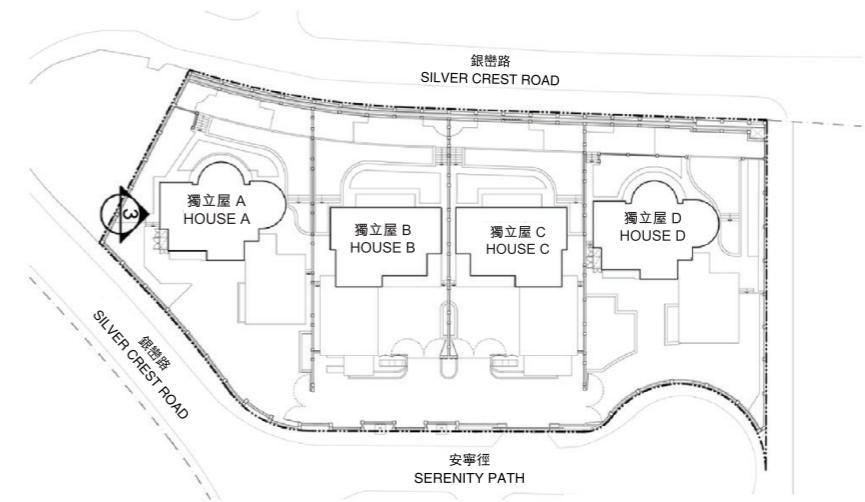 銀巒路
SILVER CREST ROAD
獨立屋 A
HOUSE A
獨立屋 B
HOUSE B
獨立屋 C
HOUSE C
獨立屋 D
HOUSE D
3
銀巒路
SILVER CREST ROAD
安寧徑
SERENITY PATH